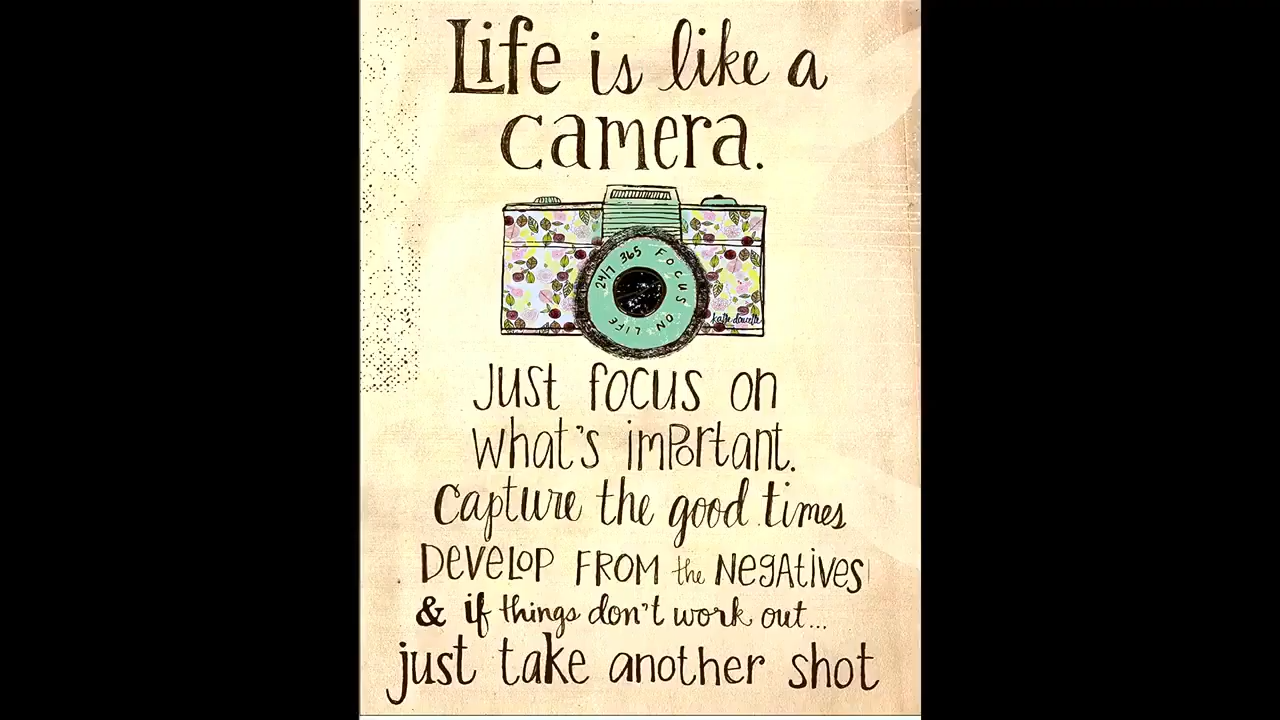 Life is like a
camera.
24/7 365 FOCUS ON LIFE
Just focus on
what's important.
Capture the good times
DEVELOP FROM the NEGATIVES
& if things don't work out...
just take another shot